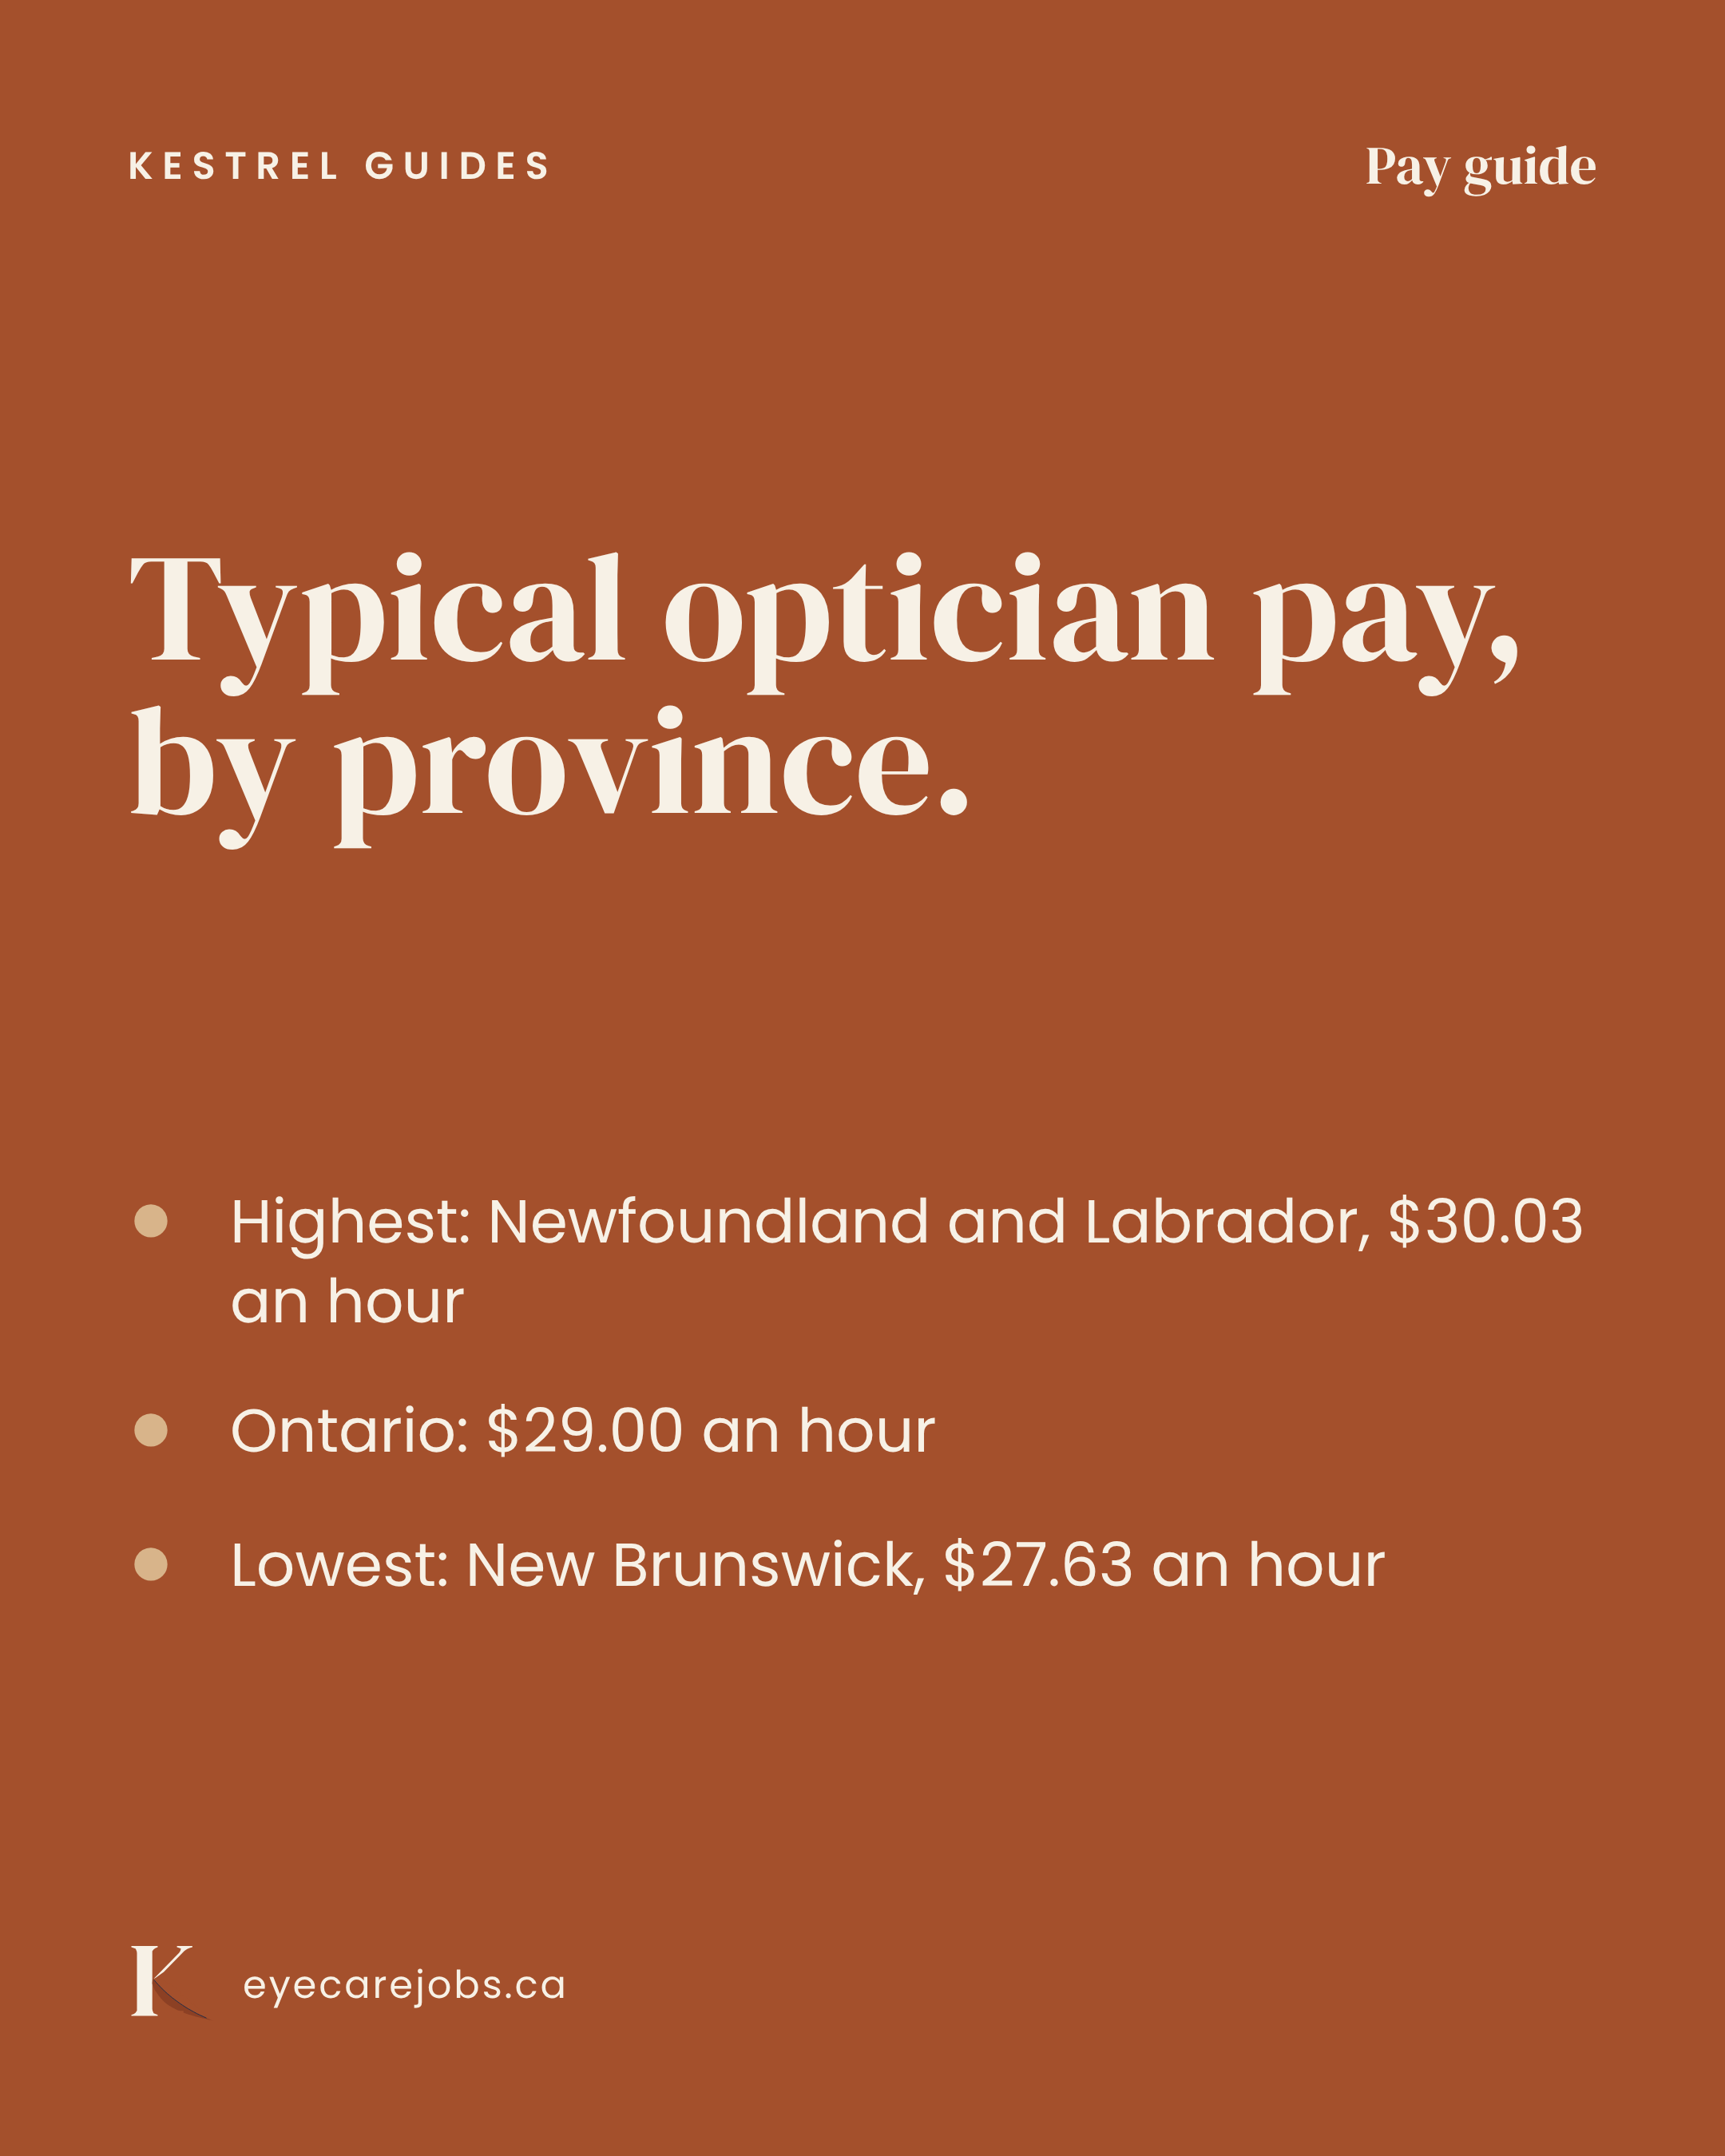 KESTREL GUIDES
Pay guide
Typical optician pay,
by province.
Highest: Newfoundland and Labrador, $30.03
an hour
Ontario: $29.00 an hour
Lowest: New Brunswick, $27.63 an hour
K
eyecarejobs.ca